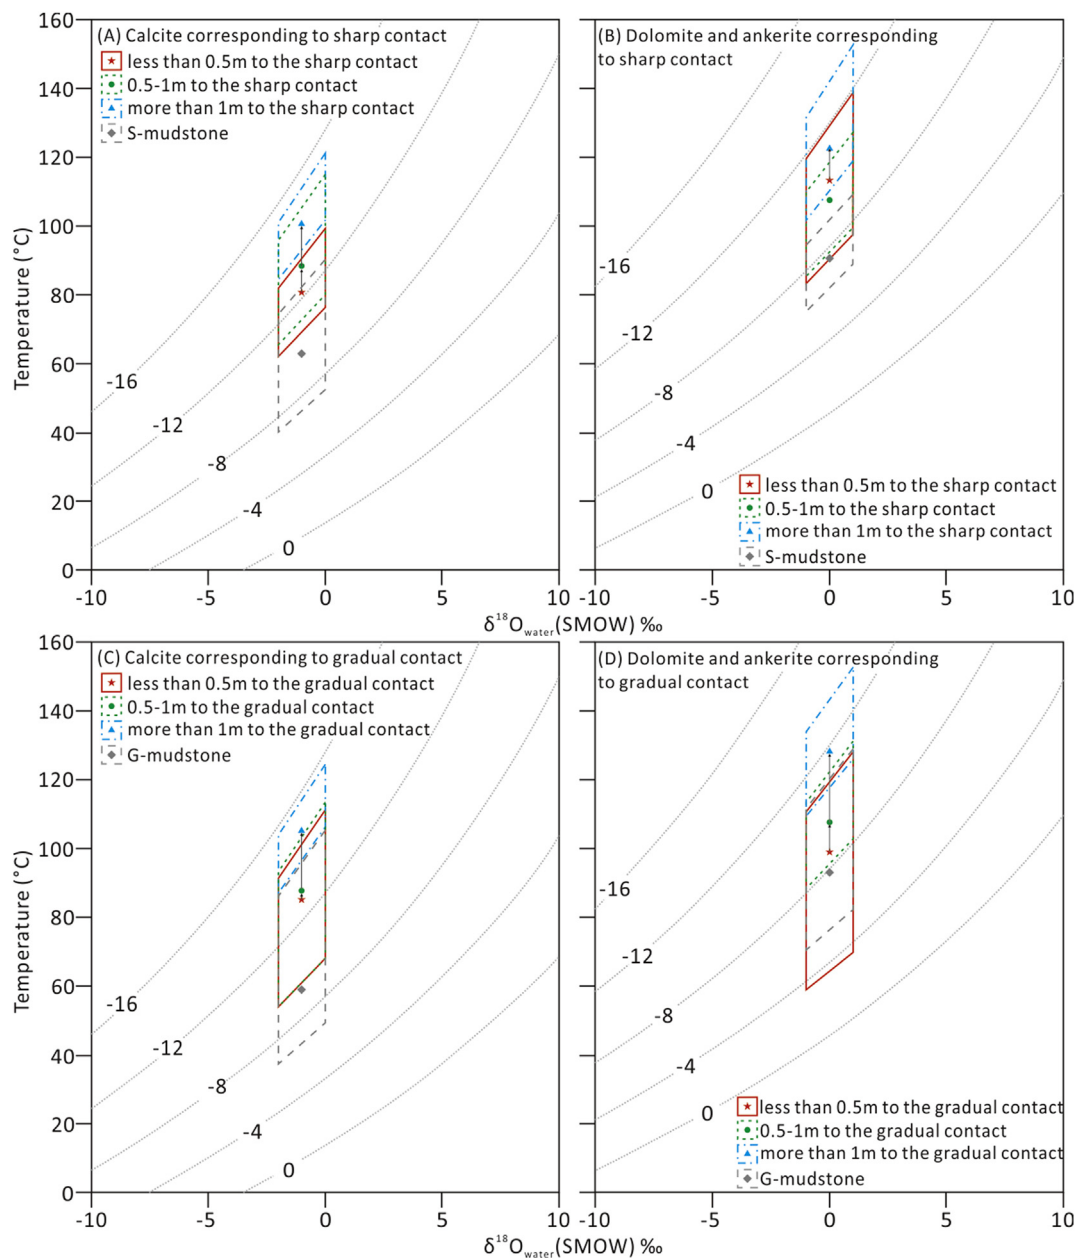 (A) Calcite corresponding to sharp contact
less than 0.5m to the sharp contact
0.5-1m to the sharp contact
more than 1m to the sharp contact
S-mudstone
160
140
120
100
80
60
40
20
0
Temperature (°C)
-16
-12
-8
-4
0
-10
-5
0
5
10
(B) Dolomite and ankerite corresponding
to sharp contact
-16
-12
-8
-4
0
less than 0.5m to the sharp contact
0.5-1m to the sharp contact
more than 1m to the sharp contact
S-mudstone
-10
-5
0
5
10
δ¹⁸Owater(SMOW) ‰
(C) Calcite corresponding to gradual contact
less than 0.5m to the gradual contact
0.5-1m to the gradual contact
more than 1m to the gradual contact
G-mudstone
160
140
120
100
80
60
40
20
0
Temperature (°C)
-16
-12
-8
-4
0
-10
-5
0
5
10
(D) Dolomite and ankerite corresponding
to gradual contact
-16
-12
-8
-4
0
less than 0.5m to the gradual contact
0.5-1m to the gradual contact
more than 1m to the gradual contact
G-mudstone
-10
-5
0
5
10
δ¹⁸Owater(SMOW) ‰